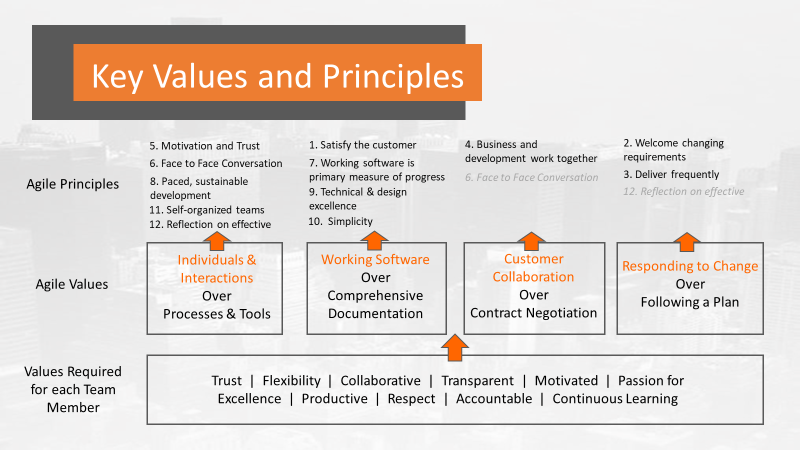 Key Values and Principles
Agile Principles
5. Motivation and Trust
6. Face to Face Conversation
8. Paced, sustainable
development
11. Self-organized teams
12. Reflection on effective
1. Satisfy the customer
7. Working software is
primary measure of progress
9. Technical & design
excellence
10. Simplicity
4. Business and
development work together
6. Face to Face Conversation
2. Welcome changing
requirements
3. Deliver frequently
12. Reflection on effective
Agile Values
Individuals &
Interactions
Over
Processes & Tools
Working Software
Over
Comprehensive
Documentation
Customer
Collaboration
Over
Contract Negotiation
Responding to Change
Over
Following a Plan
Values Required
for each Team
Member
Trust | Flexibility | Collaborative | Transparent | Motivated | Passion for
Excellence | Productive | Respect | Accountable | Continuous Learning